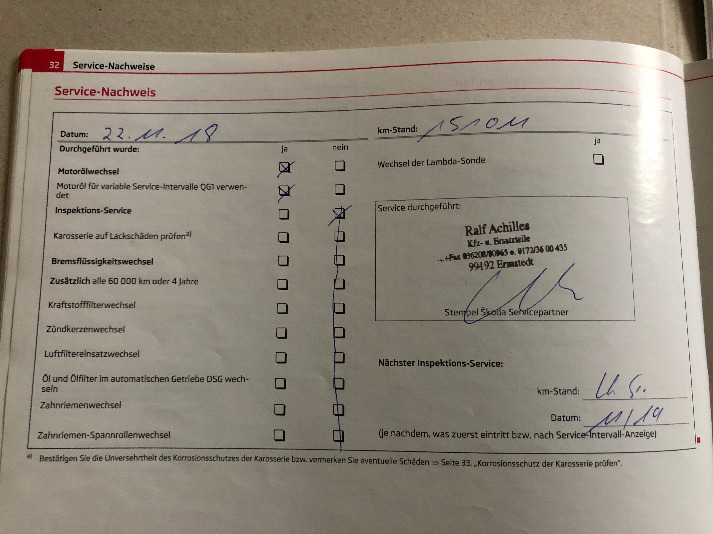 32 Service-Nachweise
Service-Nachweis
Datum: 22.11.18
km-Stand: 151011
Durchgeführt wurde: ja nein
ja
Motorölwechsel
Wechsel der Lambda-Sonde
Motoröl für variable Service-Intervalle QG1 verwen-
det
Inspektions-Service
Karosserie auf Lackschäden prüfen a)
Bremsflüssigkeitswechsel
Zusätzlich alle 60 000 km oder 4 Jahre
Kraftstofffilterwechsel
Zündkerzenwechsel
Luftfiltereinsatzwechsel
Öl und Ölfilter im automatischen Getriebe DSG wech-
seln
Zahnriemenwechsel
Zahnriemen-Spannrollenwechsel
Service durchgeführt:
Ralf Achilles
Kfz- u. Ersatzteile
99192 Ermstedt
Stempel Škoda Servicepartner
Nächster Inspektions-Service:
km-Stand:
Datum: 11/19
(je nachdem, was zuerst eintritt bzw. nach Service-Intervall-Anzeige)
a) Bestätigen Sie die Unversehrtheit des Korrosionsschutzes der Karosserie bzw. vermerken Sie eventuelle Schäden ⇒ Seite 33, „Korrosionsschutz der Karosserie prüfen“.